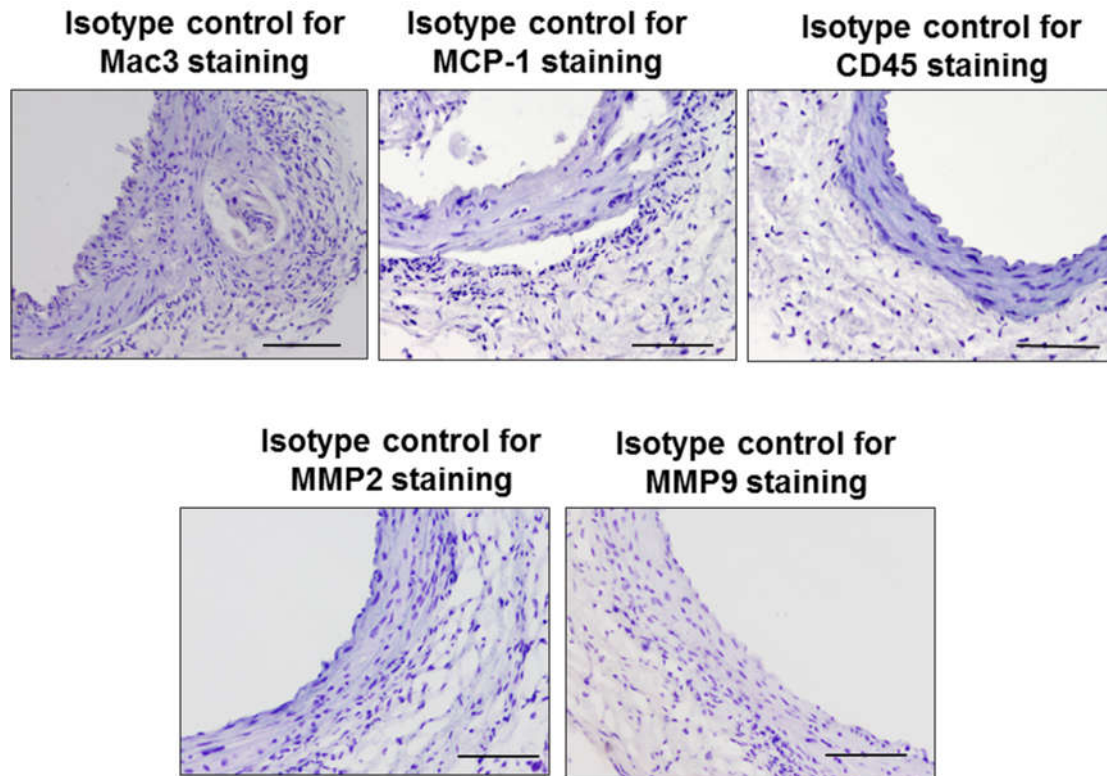 Isotype control for
Mac3 staining
Isotype control for
MCP-1 staining
Isotype control for
CD45 staining
Isotype control for
MMP2 staining
Isotype control for
MMP9 staining